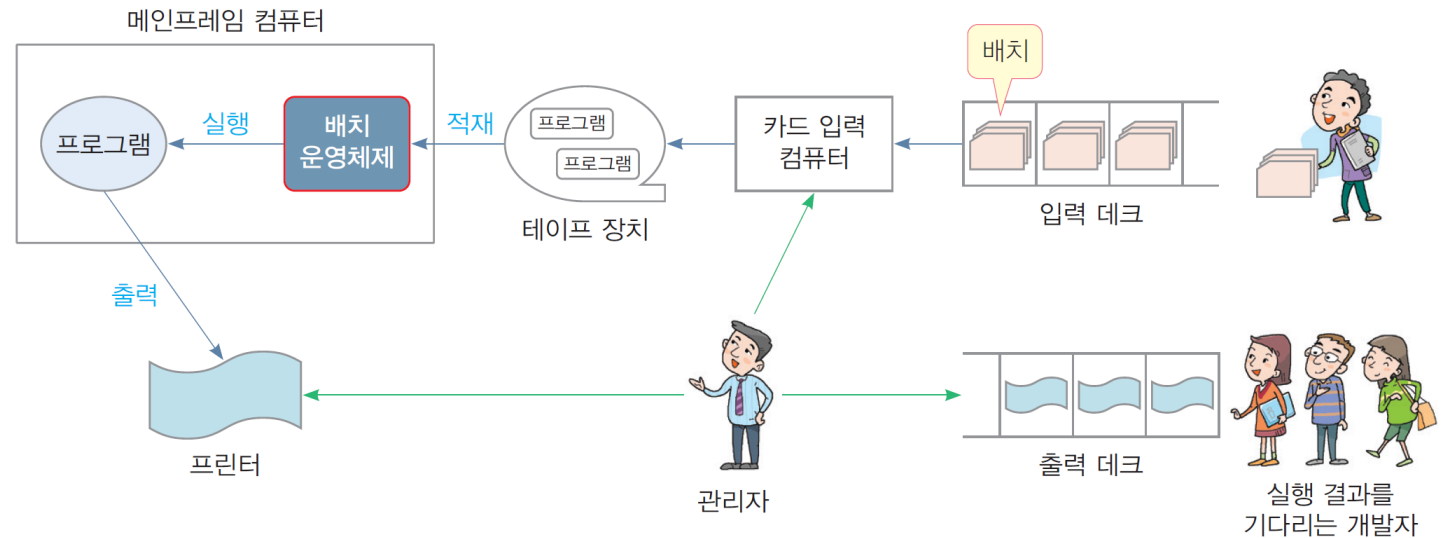 메인프레임 컴퓨터
배치
프로그램
실행
배치
운영체제
적재
프로그램
프로그램
테이프 장치
카드 입력
컴퓨터
입력 데크
출력
프린터
관리자
출력 데크
실행 결과를
기다리는 개발자